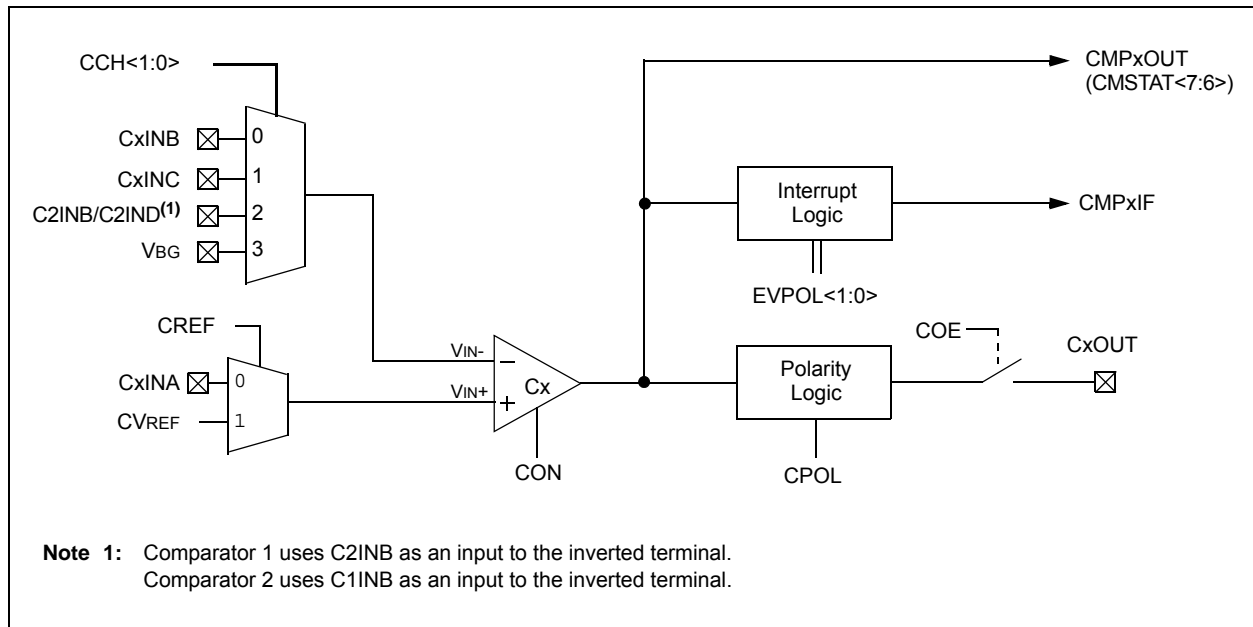 CCH<1:0>
CxINB
0
CxINC
1
C2INB/C2IND(1)
2
VBG
3
CREF
CxINA
0
CVREF
1
VIN-
−
VIN+
+
Cx
CON
CMPxOUT
(CMSTAT<7:6>)
Interrupt
Logic
CMPxIF
EVPOL<1:0>
COE
CxOUT
Polarity
Logic
CPOL
Note 1: Comparator 1 uses C2INB as an input to the inverted terminal.
Comparator 2 uses C1INB as an input to the inverted terminal.